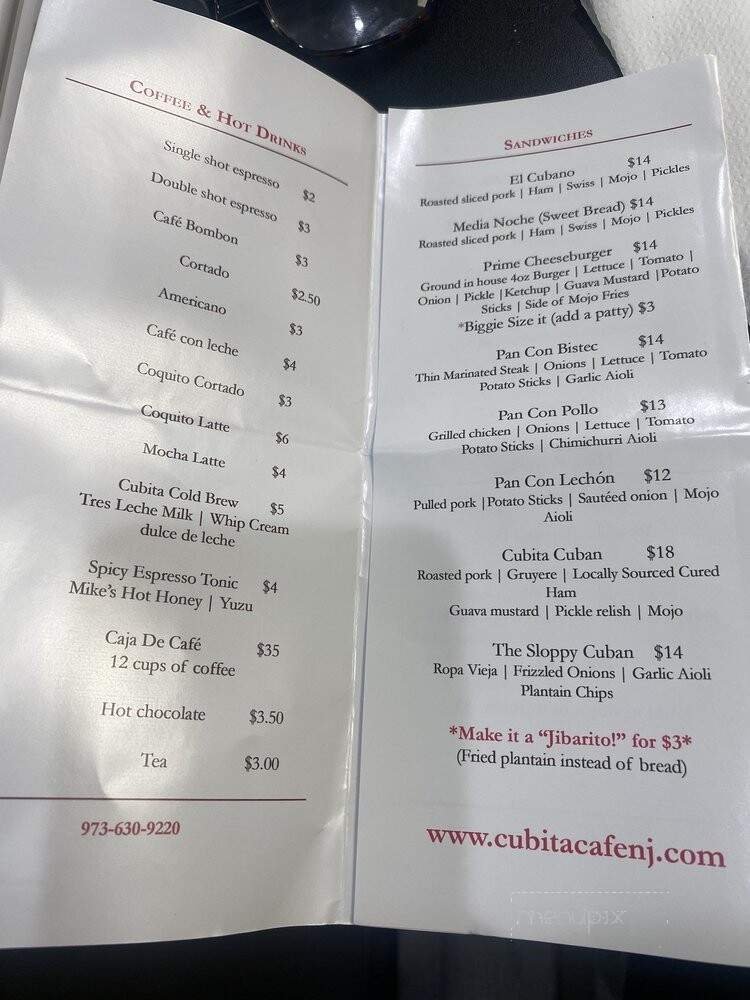 COFFEE & HOT DRINKS
Single shot espresso $2
Double shot espresso $3
Café Bombon $3
Cortado $2.50
Americano $3
Café con leche $4
Coquito Cortado $3
Coquito Latte $6
Mocha Latte $4
Cubita Cold Brew $5
Tres Leche Milk | Whip Cream
dulce de leche
Spicy Espresso Tonic $4
Mike's Hot Honey | Yuzu
Caja De Café $35
12 cups of coffee
Hot chocolate $3.50
Tea $3.00
973-630-9220
SANDWICHES
El Cubano $14
Roasted sliced pork | Ham | Swiss | Mojo | Pickles
Media Noche (Sweet Bread) $14
Roasted sliced pork | Ham | Swiss | Mojo | Pickles
Prime Cheeseburger $14
Ground in house 4oz Burger | Lettuce | Tomato |
Onion | Pickle |Ketchup | Guava Mustard |Potato
Sticks | Side of Mojo Fries
*Biggie Size it (add a patty) $3
Pan Con Bistec $14
Thin Marinated Steak | Onions | Lettuce | Tomato
Potato Sticks | Garlic Aioli
Pan Con Pollo $13
Grilled chicken | Onions | Lettuce | Tomato
Potato Sticks | Chimichurri Aioli
Pan Con Lechón $12
Pulled pork |Potato Sticks | Sautéed onion | Mojo
Aioli
Cubita Cuban $18
Roasted pork | Gruyere | Locally Sourced Cured
Ham
Guava mustard | Pickle relish | Mojo
The Sloppy Cuban $14
Ropa Vieja | Frizzled Onions | Garlic Aioli
Plantain Chips
*Make it a "Jibarito!" for $3*
(Fried plantain instead of bread)
www.cubitacafenj.com